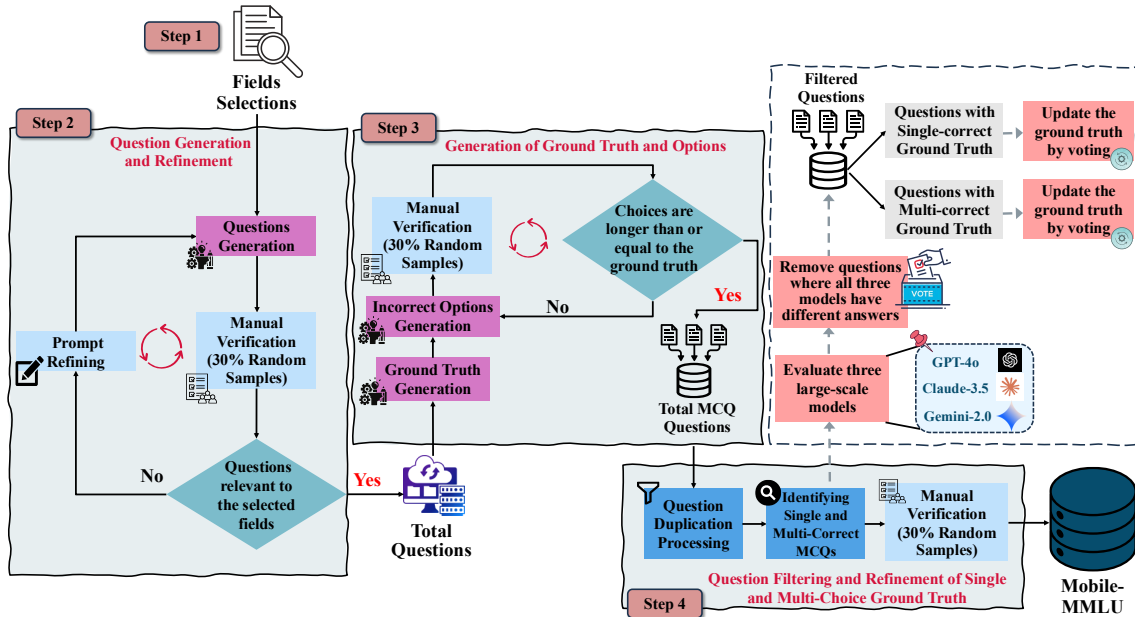 Step 1
Fields
Selections
Step 2
Question Generation
and Refinement
Questions
Generation
Prompt
Refining
Manual
Verification
(30% Random
Samples)
No
Questions
relevant to
the selected
fields
Yes
Total
Questions
Step 3
Generation of Ground Truth and Options
Manual
Verification
(30% Random
Samples)
Choices are
longer than or
equal to the
ground truth
Incorrect Options
Generation
No
Yes
Ground Truth
Generation
Total MCQ
Questions
Filtered
Questions
Questions with
Single-correct
Ground Truth
Update the
ground truth
by voting
Questions with
Multi-correct
Ground Truth
Update the
ground truth
by voting
Remove questions
where all three
models have
different answers
VOTE
Evaluate three
large-scale
models
GPT-4o
Claude-3.5
Gemini-2.0
Question
Duplication
Processing
Identifying
Single and
Multi-Correct
MCQs
Manual
Verification
(30% Random
Samples)
Question Filtering and Refinement of Single
and Multi-Choice Ground Truth
Step 4
Mobile-
MMLU